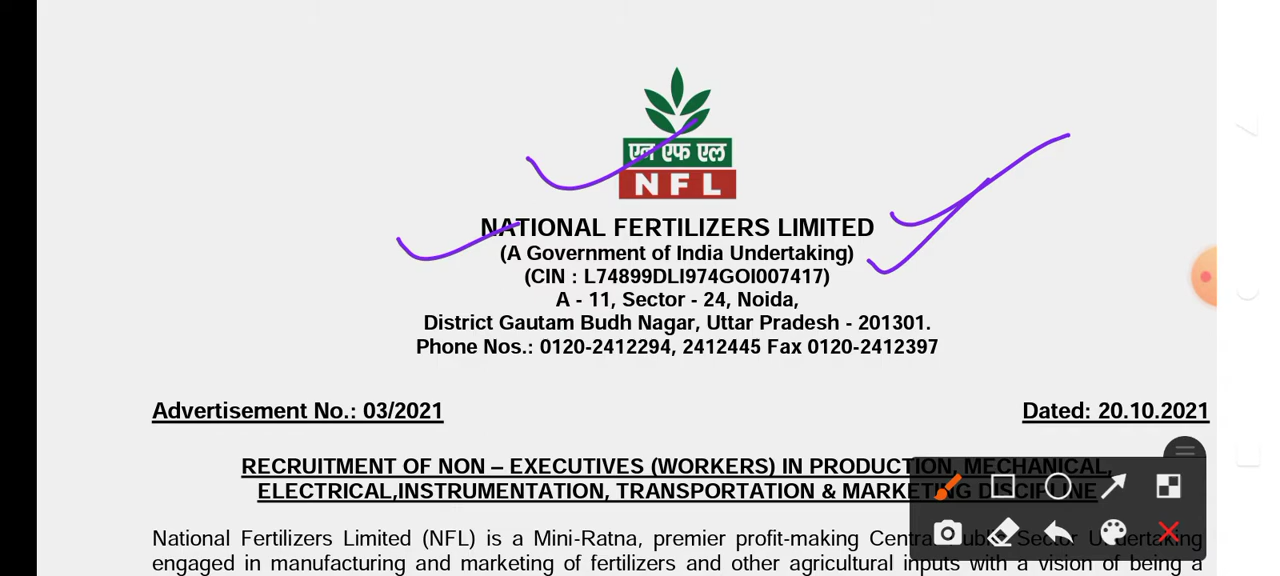 एन एफ एल
NFL
NATIONAL FERTILIZERS LIMITED
(A Government of India Undertaking)
(CIN : L74899DLI974GOI007417)
A - 11, Sector - 24, Noida,
District Gautam Budh Nagar, Uttar Pradesh - 201301.
Phone Nos.: 0120-2412294, 2412445 Fax 0120-2412397
Advertisement No.: 03/2021 Dated: 20.10.2021
RECRUITMENT OF NON – EXECUTIVES (WORKERS) IN PRODUCTION, MECHANICAL,
ELECTRICAL,INSTRUMENTATION, TRANSPORTATION & MARKETING DISCIPLINE
National Fertilizers Limited (NFL) is a Mini-Ratna, premier profit-making Central Public Sector Undertaking
engaged in manufacturing and marketing of fertilizers and other agricultural inputs with a vision of being a